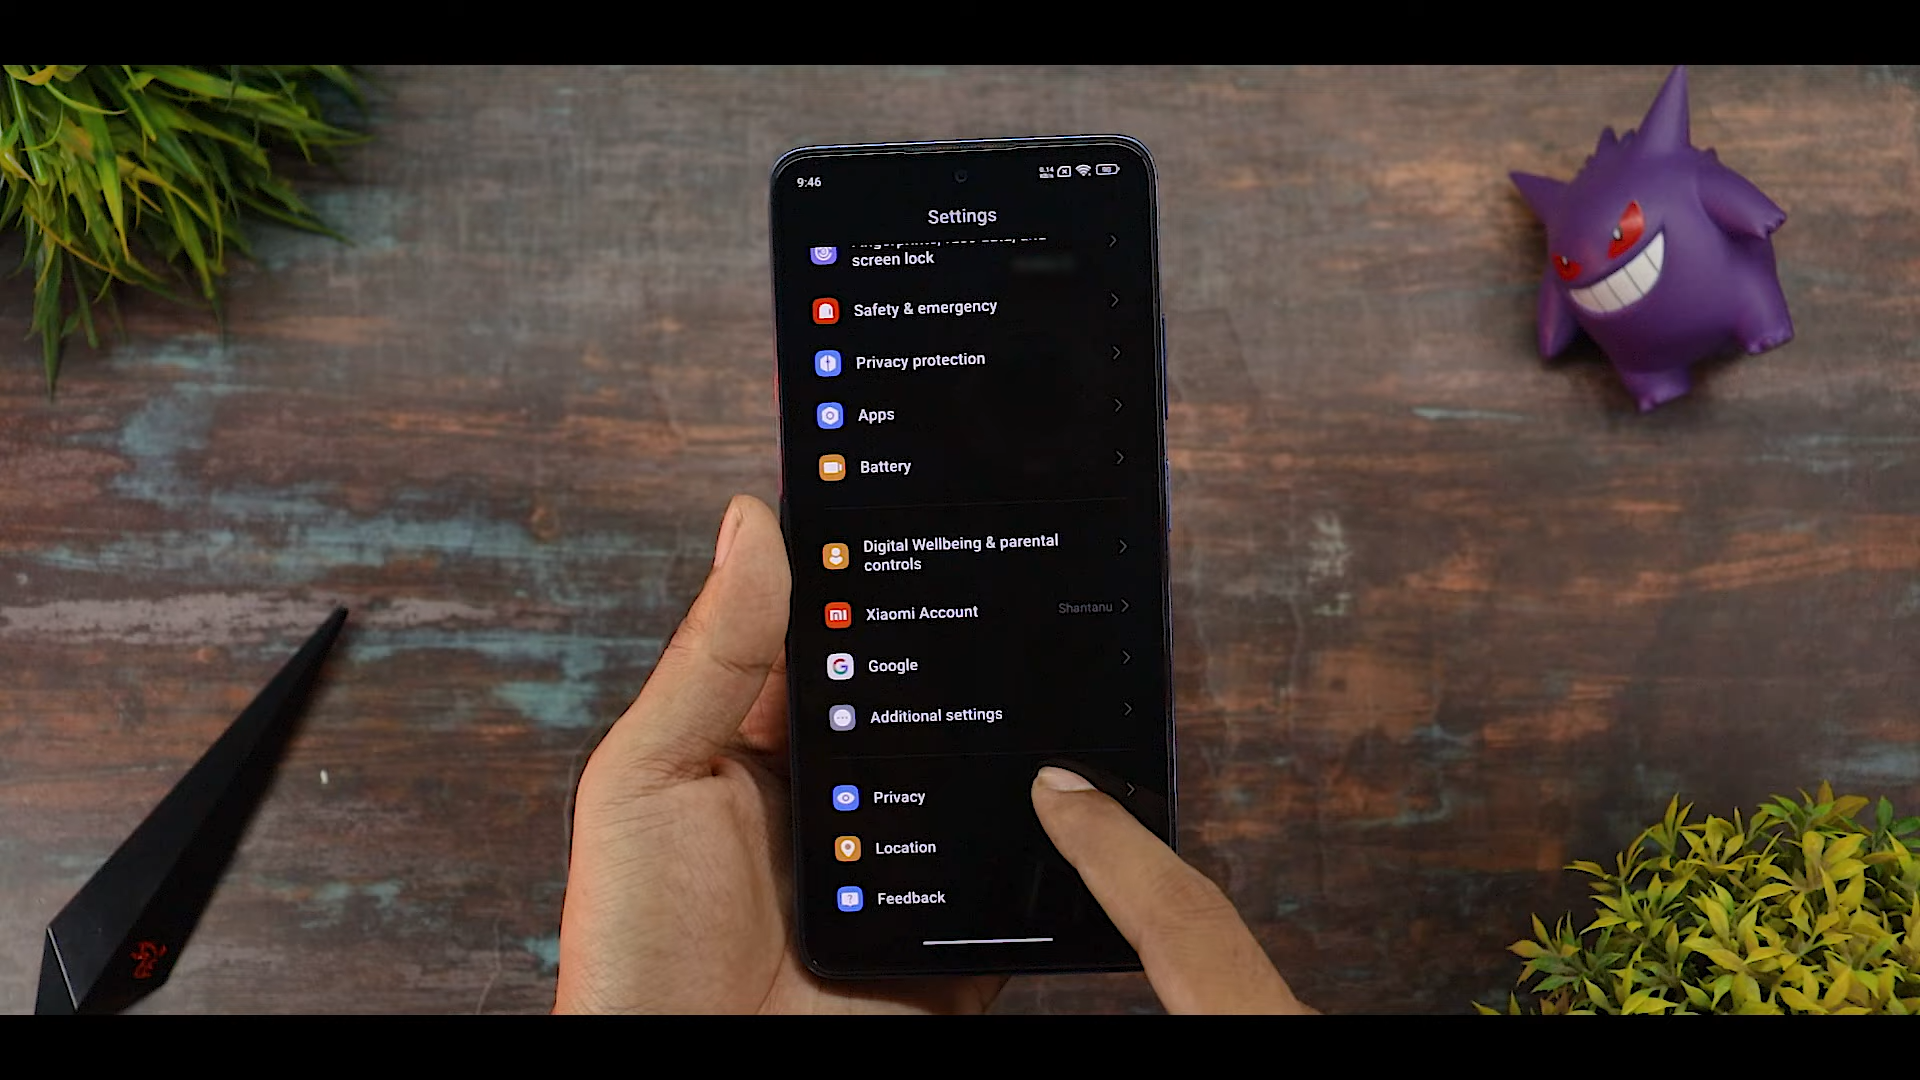 9:46
Settings
screen lock
Safety & emergency
Privacy protection
Apps
Battery
Digital Wellbeing & parental
controls
Xiaomi Account
Shantanu
Google
Additional settings
Privacy
Location
Feedback